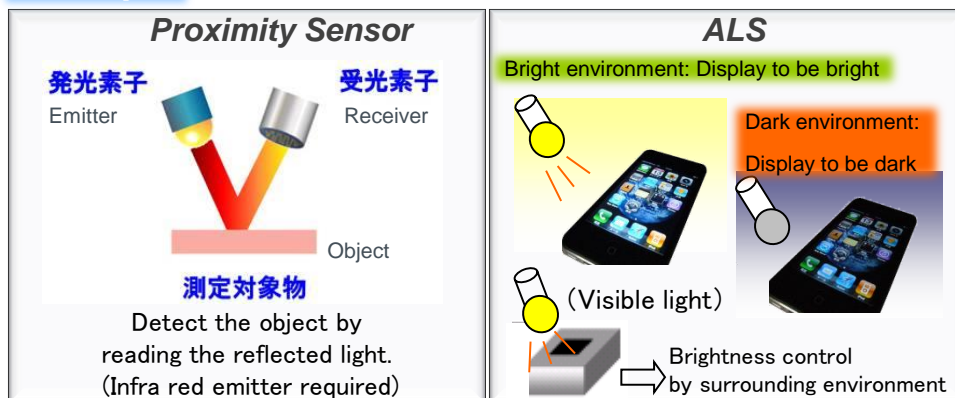 Proximity Sensor
発光素子
Emitter
受光素子
Receiver
Object
測定対象物
Detect the object by
reading the reflected light.
(Infra red emitter required)
ALS
Bright environment: Display to be bright
Dark environment:
Display to be dark
(Visible light)
Brightness control
by surrounding environment